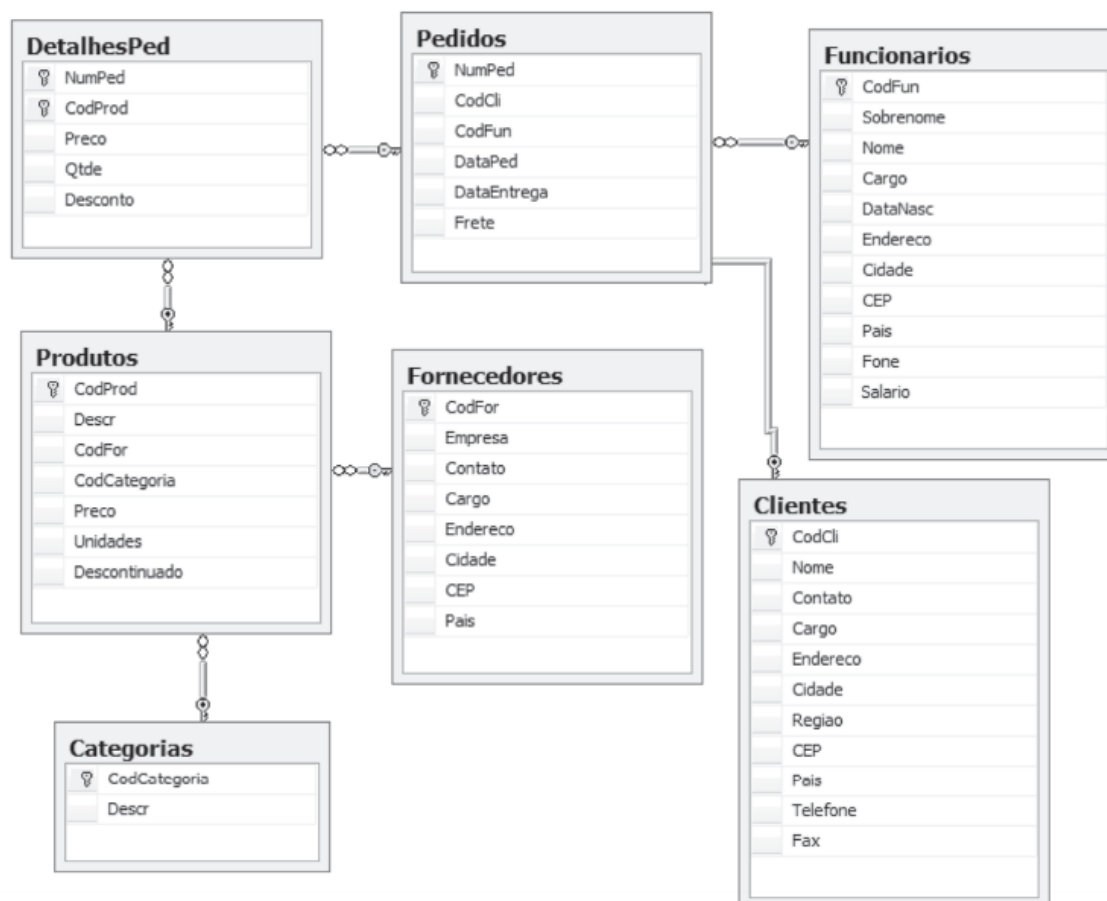 DetalhesPed
NumPed
CodProd
Preco
Qtde
Desconto
Pedidos
NumPed
CodCli
CodFun
DataPed
DataEntrega
Frete
Funcionarios
CodFun
Sobrenome
Nome
Cargo
DataNasc
Endereco
Cidade
CEP
Pais
Fone
Salario
Produtos
CodProd
Descr
CodFor
CodCategoria
Preco
Unidades
Descontinuado
Fornecedores
CodFor
Empresa
Contato
Cargo
Endereco
Cidade
CEP
Pais
Clientes
CodCli
Nome
Contato
Cargo
Endereco
Cidade
Regiao
CEP
Pais
Telefone
Fax
Categorias
CodCategoria
Descr